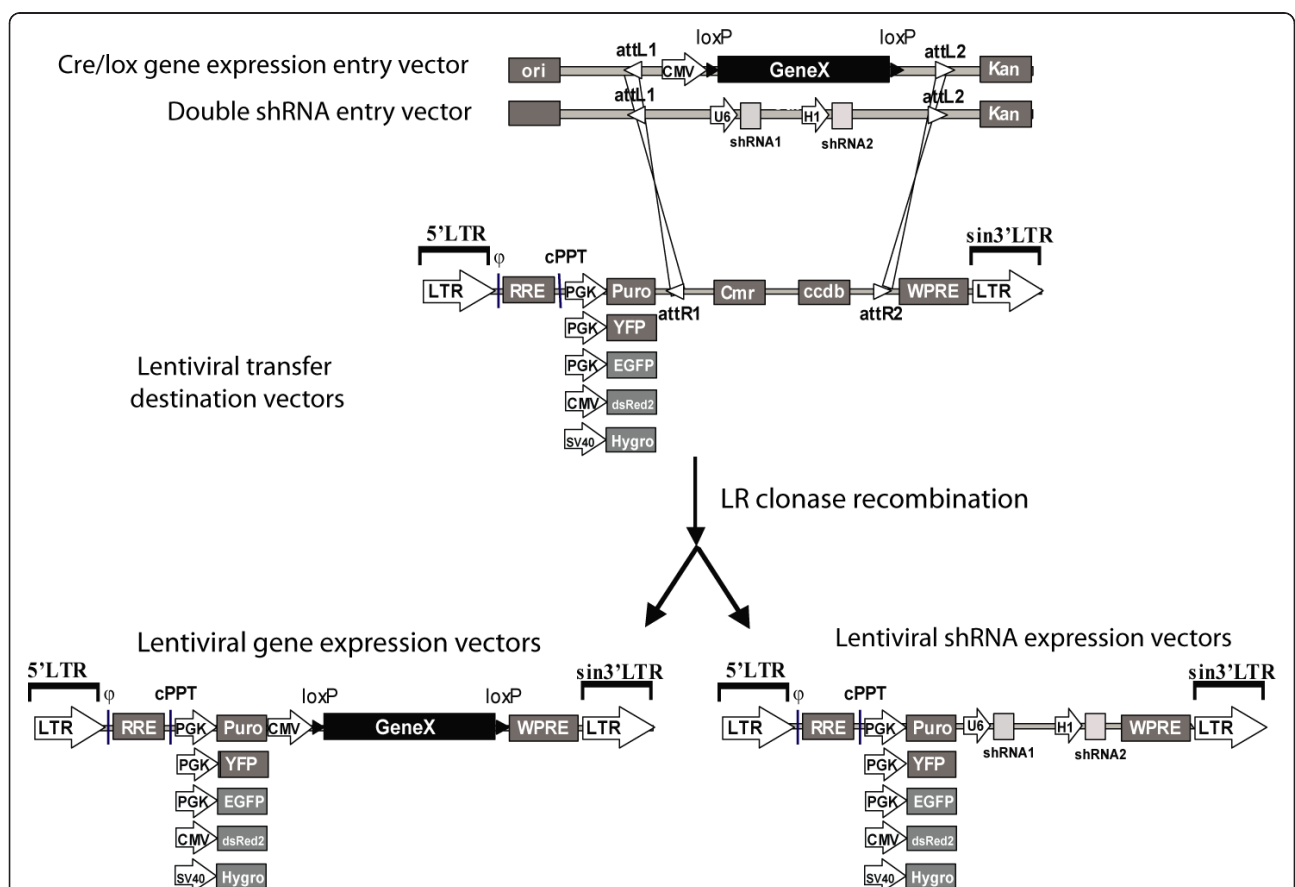 loxP loxP
Cre/lox gene expression entry vector
ori attL1 CMV GeneX attL2 Kan
Double shRNA entry vector
attL1 U6 H1 attL2 Kan
shRNA1 shRNA2
5'LTR φ cPPT sin3'LTR
LTR RRE PGK Puro Cmr ccdb WPRE LTR
attR1 attR2
PGK YFP
PGK EGFP
CMV dsRed2
SV40 Hygro
Lentiviral transfer
destination vectors
LR clonase recombination
Lentiviral gene expression vectors
5'LTR φ cPPT loxP loxP sin3'LTR
LTR RRE PGK Puro CMV GeneX WPRE LTR
PGK YFP
PGK EGFP
CMV dsRed2
SV40 Hygro
Lentiviral shRNA expression vectors
5'LTR φ cPPT sin3'LTR
LTR RRE PGK Puro U6 H1 WPRE LTR
shRNA1 shRNA2
PGK YFP
PGK EGFP
CMV dsRed2
SV40 Hygro